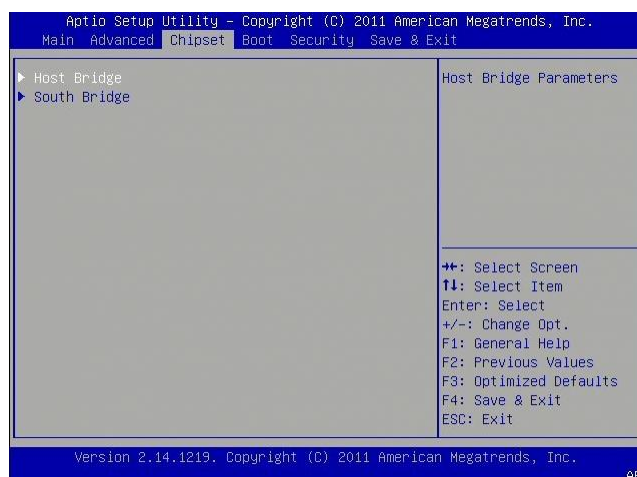 Aptio Setup Utility – Copyright (C) 2011 American Megatrends, Inc.
Main Advanced Chipset Boot Security Save & Exit
Host Bridge
South Bridge
Host Bridge Parameters
→←: Select Screen
↑↓: Select Item
Enter: Select
+/-: Change Opt.
F1: General Help
F2: Previous Values
F3: Optimized Defaults
F4: Save & Exit
ESC: Exit
Version 2.14.1219. Copyright (C) 2011 American Megatrends, Inc.